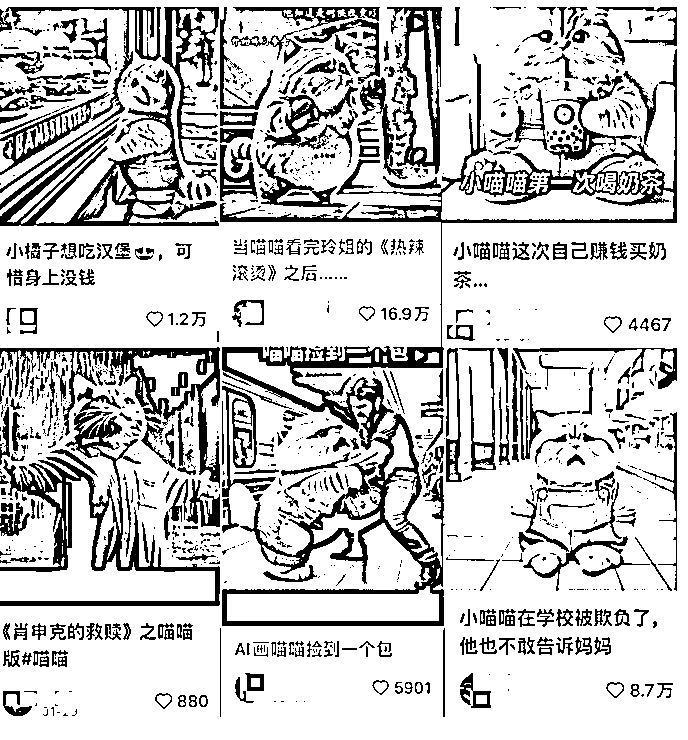 小喵喵第一次喝奶茶
小橘子想吃汉堡😎，可
惜身上没钱
1.2万
当喵喵看完玲姐的《热辣
滚烫》之后……
16.9万
小喵喵这次自己赚钱买奶
茶...
4467
喵喵捡到一个包
《肖申克的救赎》之喵喵
版#喵喵
880
AI画喵喵捡到一个包
5901
小喵喵在学校被欺负了，
他也不敢告诉妈妈
8.7万